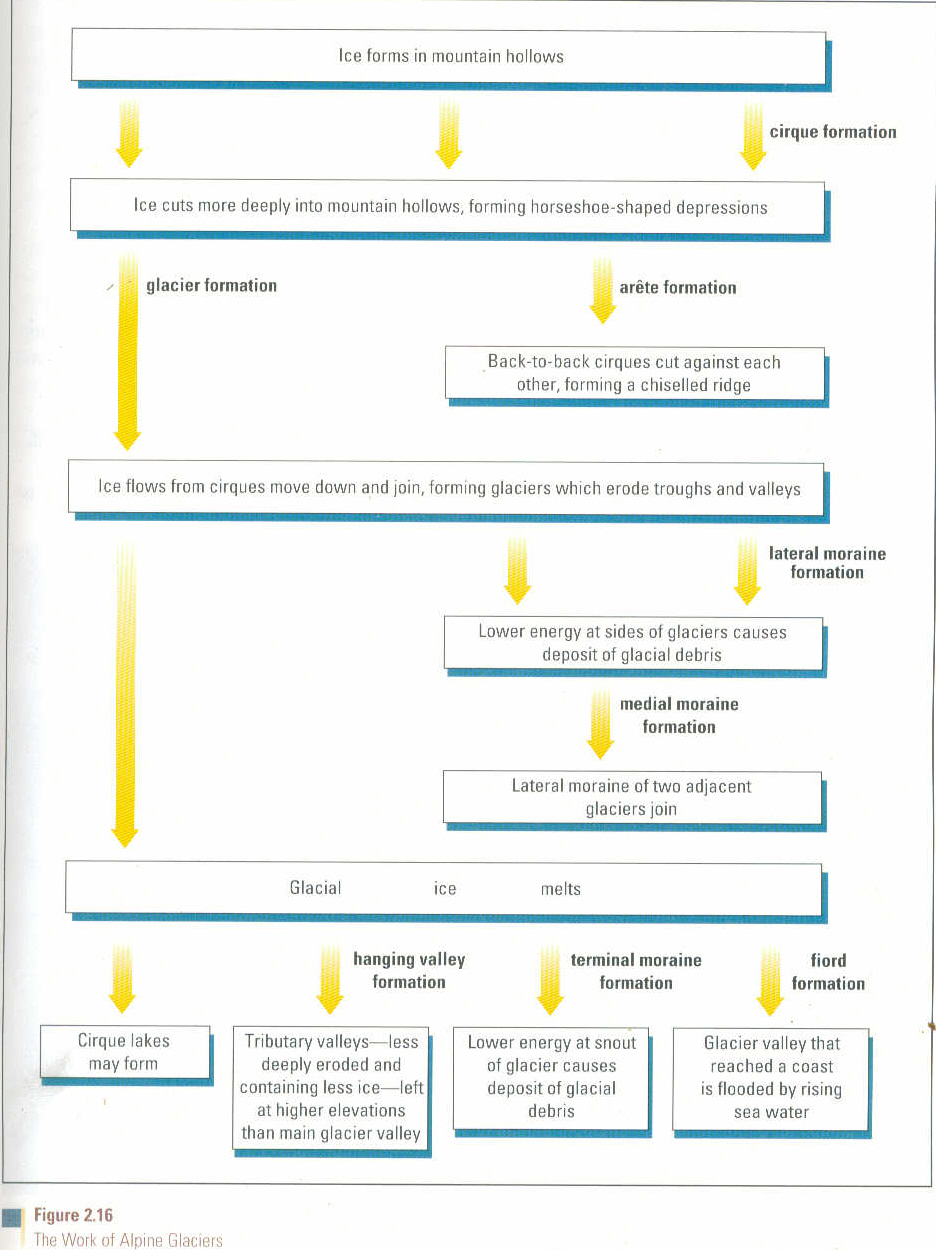 Ice forms in mountain hollows
cirque formation
Ice cuts more deeply into mountain hollows, forming horseshoe-shaped depressions
glacier formation
arête formation
Back-to-back cirques cut against each
other, forming a chiselled ridge
Ice flows from cirques move down and join, forming glaciers which erode troughs and valleys
lateral moraine
formation
Lower energy at sides of glaciers causes
deposit of glacial debris
medial moraine
formation
Lateral moraine of two adjacent
glaciers join
Glacial ice melts
hanging valley
formation
terminal moraine
formation
fiord
formation
Cirque lakes
may form
Tributary valleys—less
deeply eroded and
containing less ice—left
at higher elevations
than main glacier valley
Lower energy at snout
of glacier causes
deposit of glacial
debris
Glacier valley that
reached a coast
is flooded by rising
sea water
Figure 2.16
The Work of Alpine Glaciers